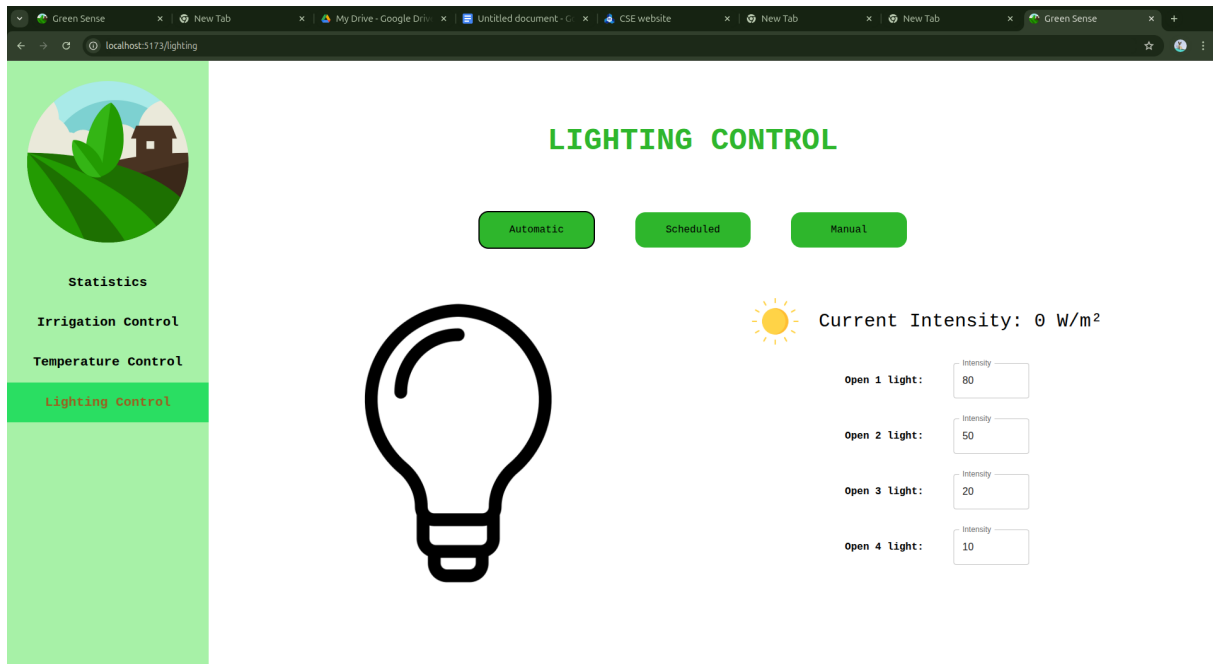 Green Sense
New Tab
My Drive - Google Driv
Untitled document - G
CSE website
New Tab
New Tab
Green Sense
localhost:5173/lighting
LIGHTING CONTROL
Automatic
Scheduled
Manual
Statistics
Irrigation Control
Temperature Control
Lighting Control
Current Intensity: 0 W/m²
Intensity
Open 1 light: 80
Intensity
Open 2 light: 50
Intensity
Open 3 light: 20
Intensity
Open 4 light: 10